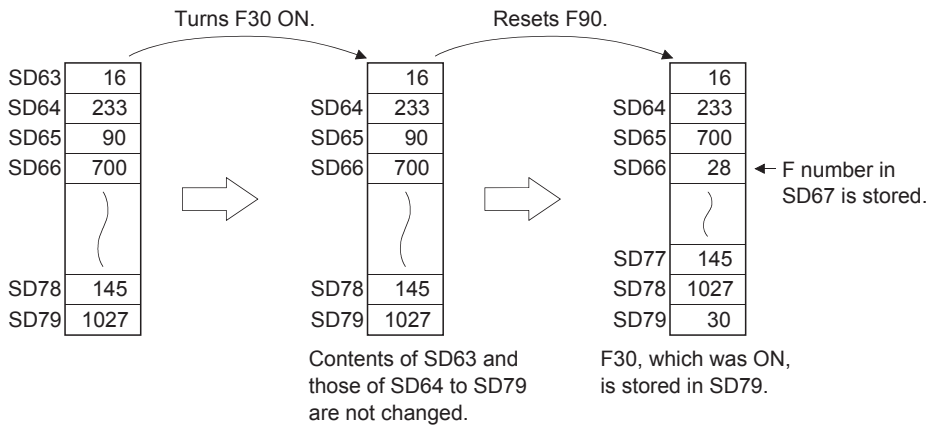 Turns F30 ON. Resets F90.
SD63 16 16 16
SD64 233 SD64 233 SD64 233
SD65 90 SD65 90 SD65 700
SD66 700 SD66 700 SD66 28 F number in
SD67 is stored.
SD77 145
SD78 145 SD78 145 SD78 1027
SD79 1027 SD79 1027 SD79 30
Contents of SD63 and F30, which was ON,
those of SD64 to SD79 is stored in SD79.
are not changed.